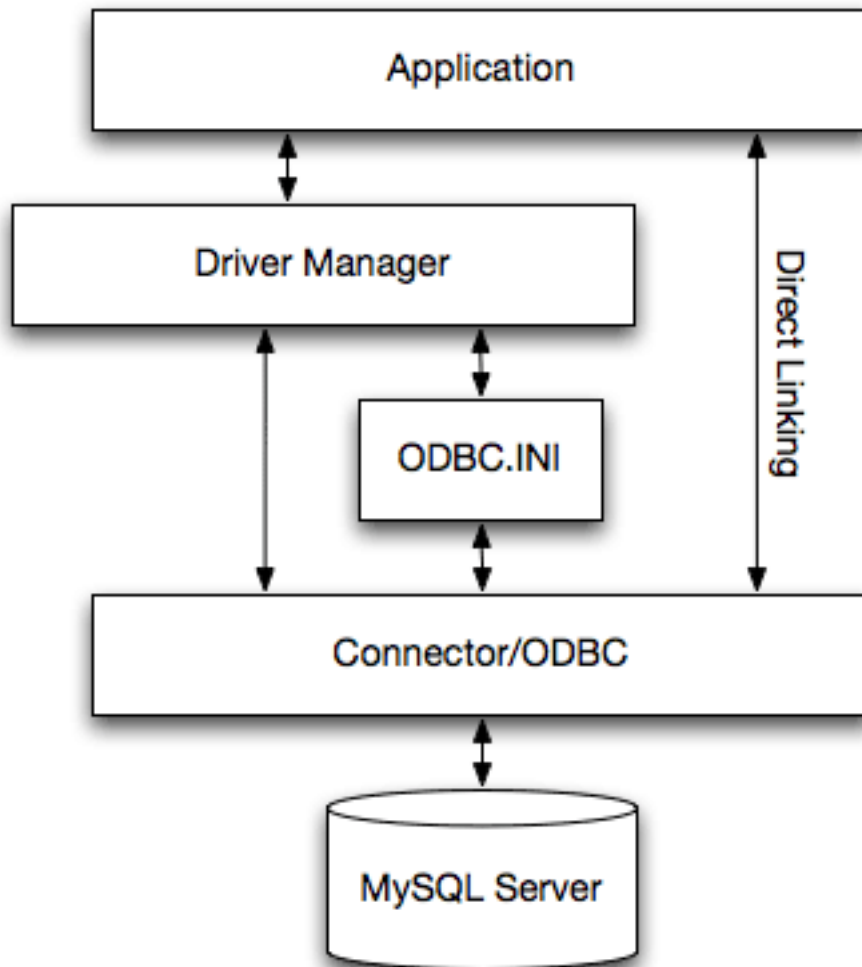 Application
Driver Manager
Direct Linking
ODBC.INI
Connector/ODBC
MySQL Server